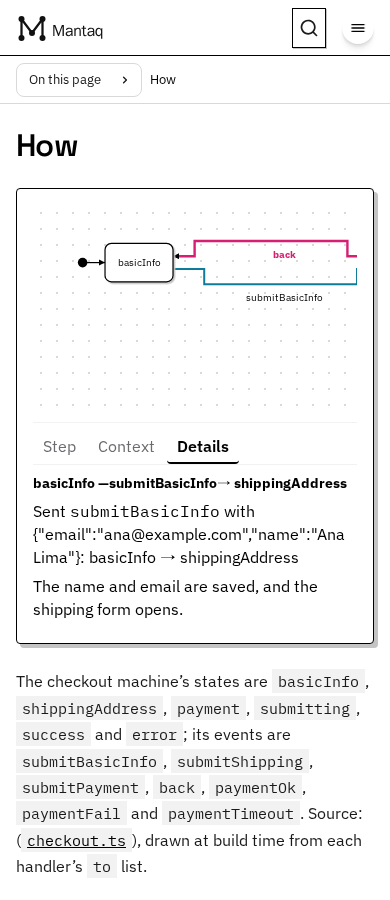 Mantaq
On this page
How
How
back
basicInfo
submitBasicInfo
Step
Context
Details
basicInfo —submitBasicInfo→ shippingAddress
Sent submitBasicInfo with
{"email":"ana@example.com","name":"Ana
Lima"}: basicInfo → shippingAddress
The name and email are saved, and the
shipping form opens.
The checkout machine’s states are basicInfo,
shippingAddress, payment, submitting,
success and error; its events are
submitBasicInfo, submitShipping,
submitPayment, back, paymentOk,
paymentFail and paymentTimeout. Source:
(checkout.ts), drawn at build time from each
handler’s to list.